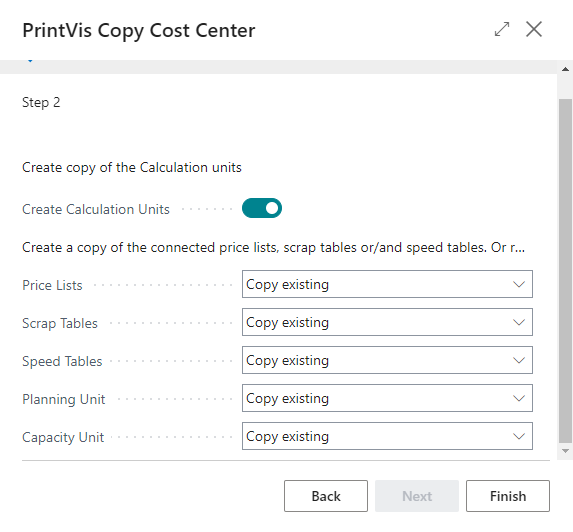 PrintVis Copy Cost Center
Step 2
Create copy of the Calculation units
Create Calculation Units
Create a copy of the connected price lists, scrap tables or/and speed tables. Or r...
Price Lists Copy existing
Scrap Tables Copy existing
Speed Tables Copy existing
Planning Unit Copy existing
Capacity Unit Copy existing
Back Next Finish